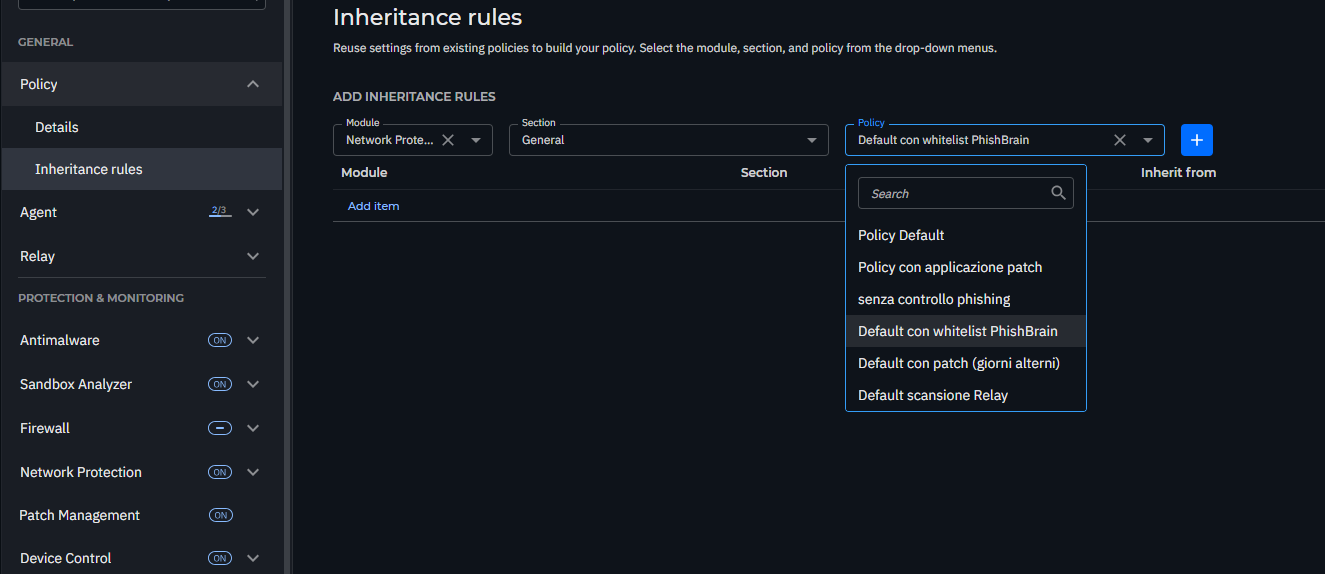 Inheritance rules
Reuse settings from existing policies to build your policy. Select the module, section, and policy from the drop-down menus.
GENERAL
Policy
Details
Inheritance rules
Agent 2/3
Relay
PROTECTION & MONITORING
Antimalware ON
Sandbox Analyzer ON
Firewall
Network Protection ON
Patch Management ON
Device Control ON
ADD INHERITANCE RULES
Module Section Policy
Network Prote... General Default con whitelist PhishBrain
Module Section Inherit from
Add item
Search
Policy Default
Policy con applicazione patch
senza controllo phishing
Default con whitelist PhishBrain
Default con patch (giorni alterni)
Default scansione Relay